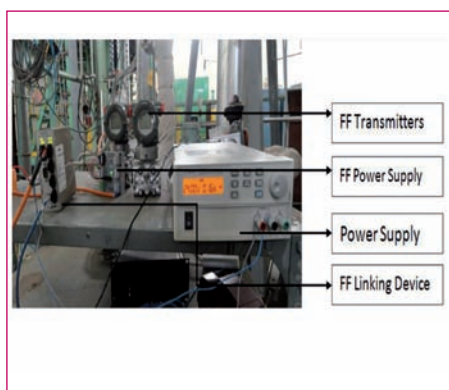 FF Transmitters
FF Power Supply
Power Supply
FF Linking Device